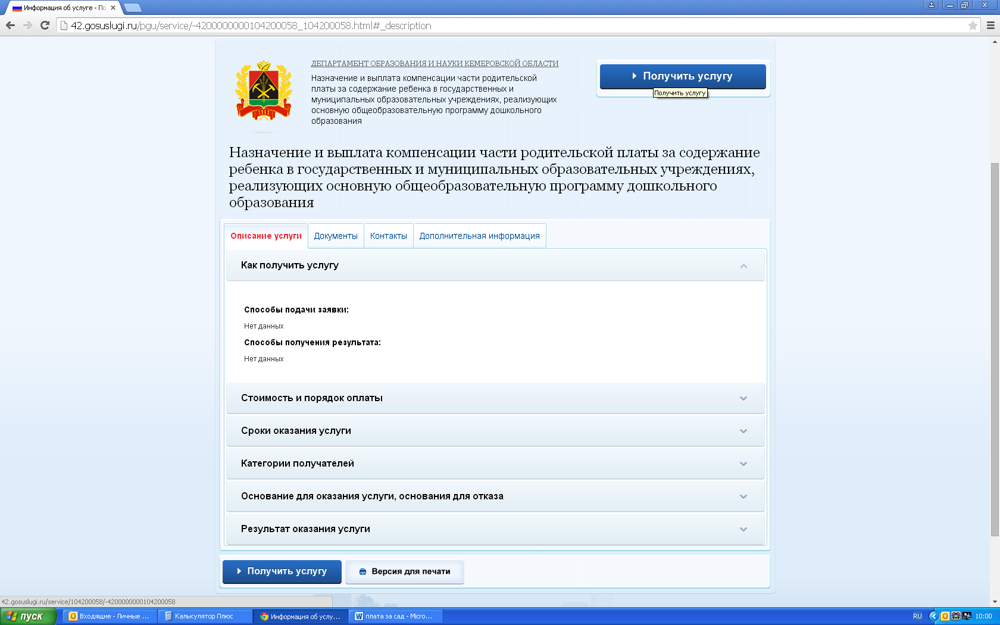 Информация об услуге - По
42.gosuslugi.ru/pgu/service/-4200000000104200058_104200058.html#_description
ДЕПАРТАМЕНТ ОБРАЗОВАНИЯ И НАУКИ КЕМЕРОВСКОЙ ОБЛАСТИ
Назначение и выплата компенсации части родительской
платы за содержание ребенка в государственных и
муниципальных образовательных учреждениях, реализующих
основную общеобразовательную программу дошкольного
образования
Получить услугу
Получить услугу
Назначение и выплата компенсации части родительской платы за содержание
ребенка в государственных и муниципальных образовательных учреждениях,
реализующих основную общеобразовательную программу дошкольного
образования
Описание услуги
Документы
Контакты
Дополнительная информация
Как получить услугу
Способы подачи заявки:
Нет данных
Способы получения результата:
Нет данных
Стоимость и порядок оплаты
Сроки оказания услуги
Категории получателей
Основание для оказания услуги, основания для отказа
Результат оказания услуги
Получить услугу
Версия для печати
42.gosuslugi.ru/service/104200058/-4200000000104200058
пуск
Входящие - Личные ...
Калькулятор Плюс
Информация об услу...
плата за сад - Micro...
RU
10:00